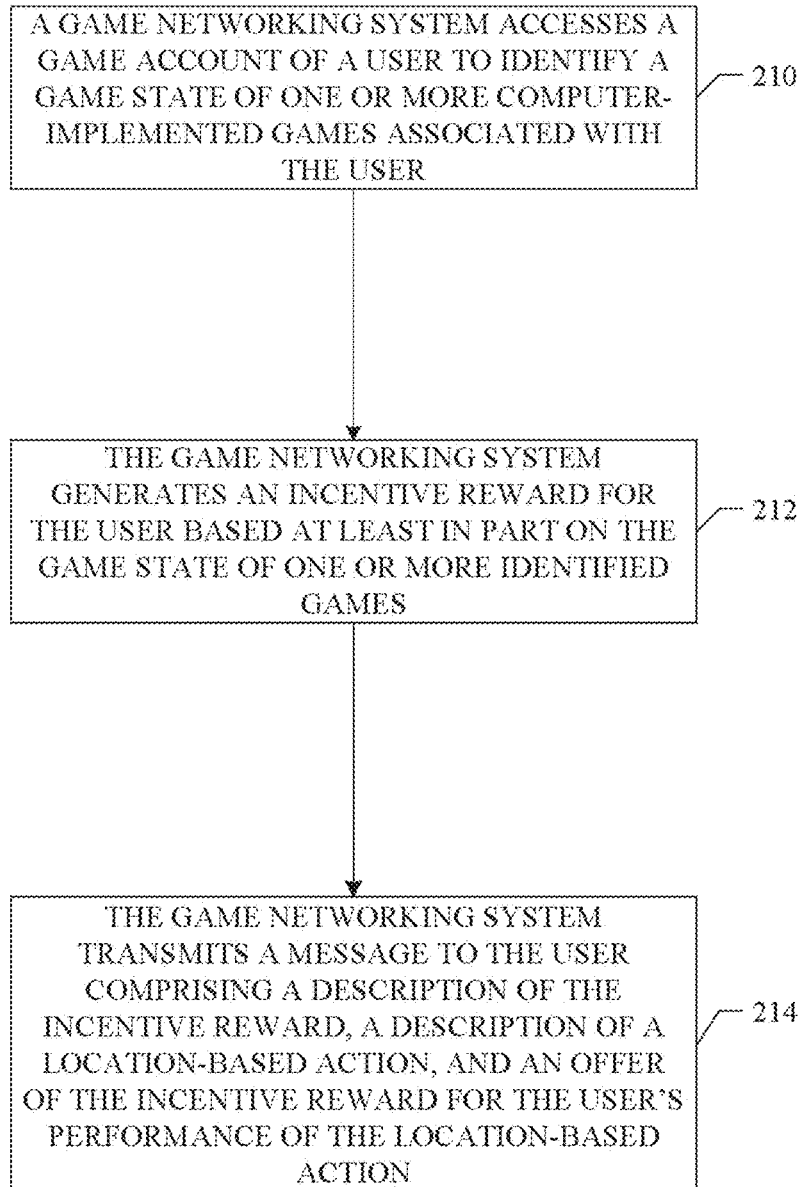 A GAME NETWORKING SYSTEM ACCESSES A
GAME ACCOUNT OF A USER TO IDENTIFY A
GAME STATE OF ONE OR MORE COMPUTER-
IMPLEMENTED GAMES ASSOCIATED WITH
THE USER
210
THE GAME NETWORKING SYSTEM
GENERATES AN INCENTIVE REWARD FOR
THE USER BASED AT LEAST IN PART ON THE
GAME STATE OF ONE OR MORE IDENTIFIED
GAMES
212
THE GAME NETWORKING SYSTEM
TRANSMITS A MESSAGE TO THE USER
COMPRISING A DESCRIPTION OF THE
INCENTIVE REWARD, A DESCRIPTION OF A
LOCATION-BASED ACTION, AND AN OFFER
OF THE INCENTIVE REWARD FOR THE USER'S
PERFORMANCE OF THE LOCATION-BASED
ACTION
214